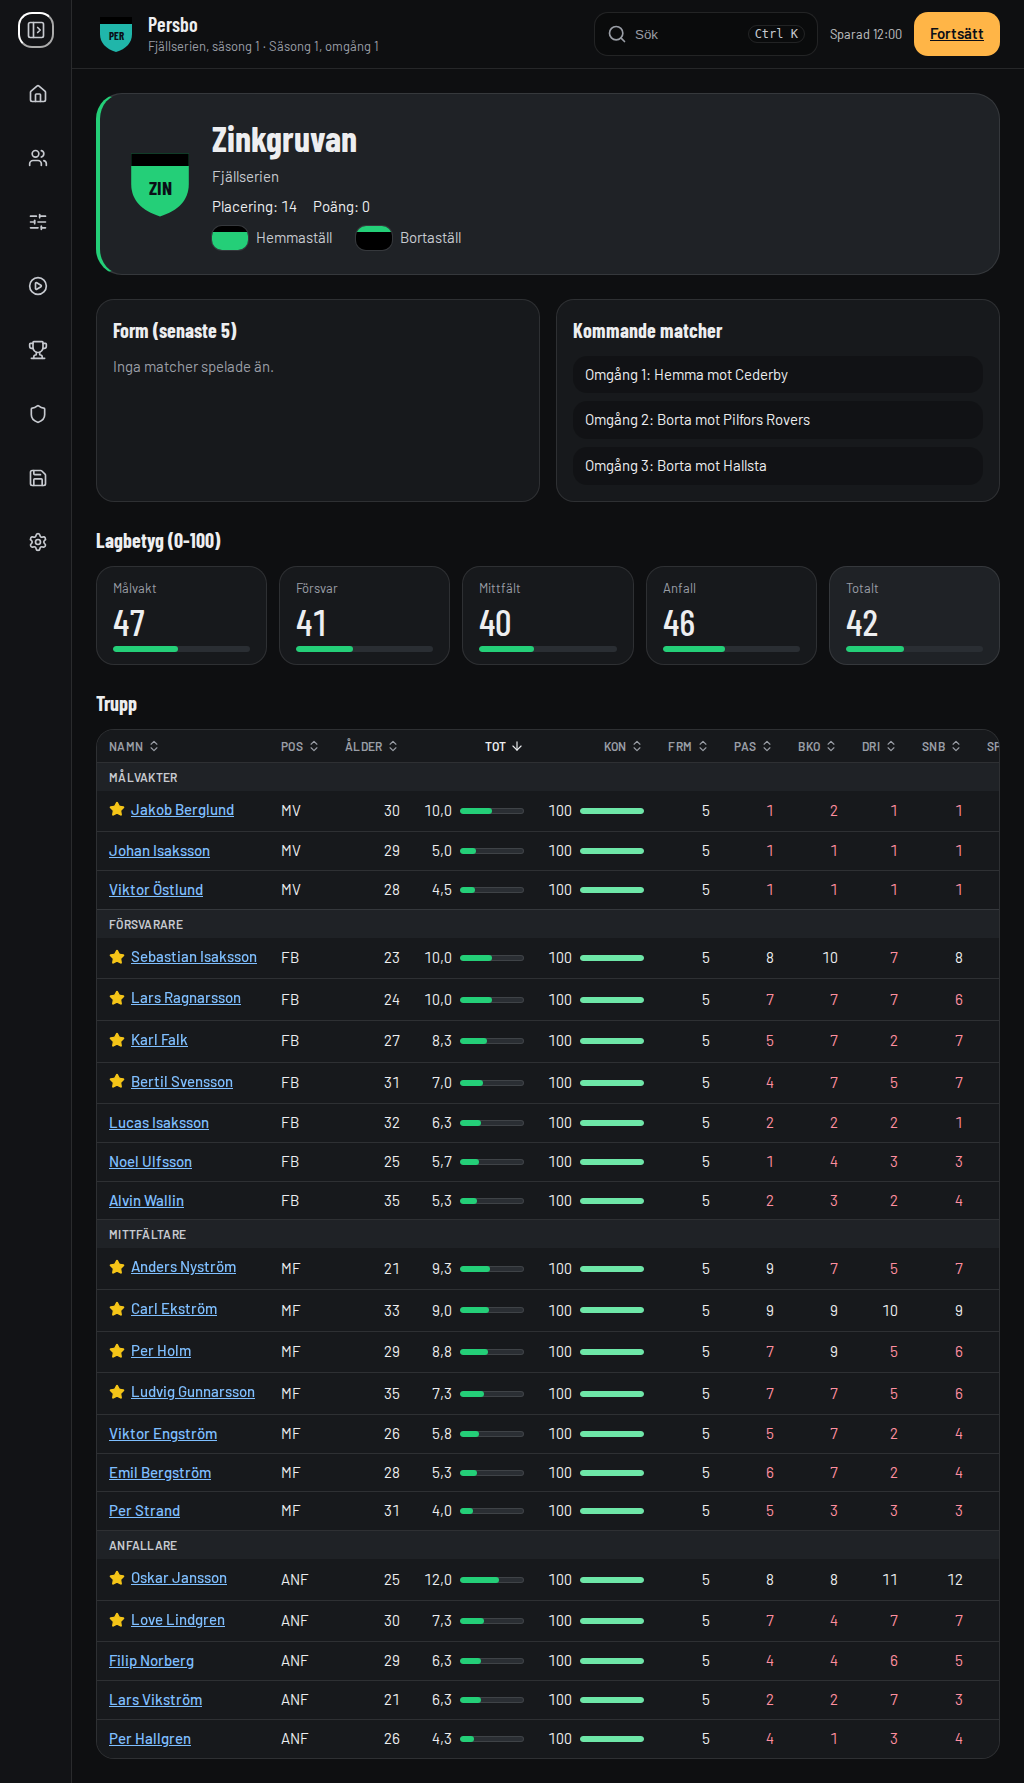 PER
Persbo
Fjällserien, säsong 1 · Säsong 1, omgång 1
Sök
Ctrl K
Sparad 12:00
Fortsätt
ZIN
Zinkgruvan
Fjällserien
Placering: 14 Poäng: 0
Hemmaställ Bortaställ
Form (senaste 5)
Inga matcher spelade än.
Kommande matcher
Omgång 1: Hemma mot Cederby
Omgång 2: Borta mot Pilfors Rovers
Omgång 3: Borta mot Hallsta
Lagbetyg (0-100)
Målvakt
47
Försvar
41
Mittfält
40
Anfall
46
Totalt
42
Trupp
NAMN POS ÅLDER TOT KON FRM PAS BKO DRI SNB
MÅLVAKTER
Jakob Berglund MV 30 10,0 100 5 1 2 1 1
Johan Isaksson MV 29 5,0 100 5 1 1 1 1
Viktor Östlund MV 28 4,5 100 5 1 1 1 1
FÖRSVARARE
Sebastian Isaksson FB 23 10,0 100 5 8 10 7 8
Lars Ragnarsson FB 24 10,0 100 5 7 7 7 6
Karl Falk FB 27 8,3 100 5 5 7 2 7
Bertil Svensson FB 31 7,0 100 5 4 7 5 7
Lucas Isaksson FB 32 6,3 100 5 2 2 2 1
Noel Ulfsson FB 25 5,7 100 5 1 4 3 3
Alvin Wallin FB 35 5,3 100 5 2 3 2 4
MITTFÄLTARE
Anders Nyström MF 21 9,3 100 5 9 7 5 7
Carl Ekström MF 33 9,0 100 5 9 9 10 9
Per Holm MF 29 8,8 100 5 7 9 5 6
Ludvig Gunnarsson MF 35 7,3 100 5 7 7 5 6
Viktor Engström MF 26 5,8 100 5 5 7 2 4
Emil Bergström MF 28 5,3 100 5 6 7 2 4
Per Strand MF 31 4,0 100 5 5 3 3 3
ANFALLARE
Oskar Jansson ANF 25 12,0 100 5 8 8 11 12
Love Lindgren ANF 30 7,3 100 5 7 4 7 7
Filip Norberg ANF 29 6,3 100 5 4 4 6 5
Lars Vikström ANF 21 6,3 100 5 2 2 7 3
Per Hallgren ANF 26 4,3 100 5 4 1 3 4